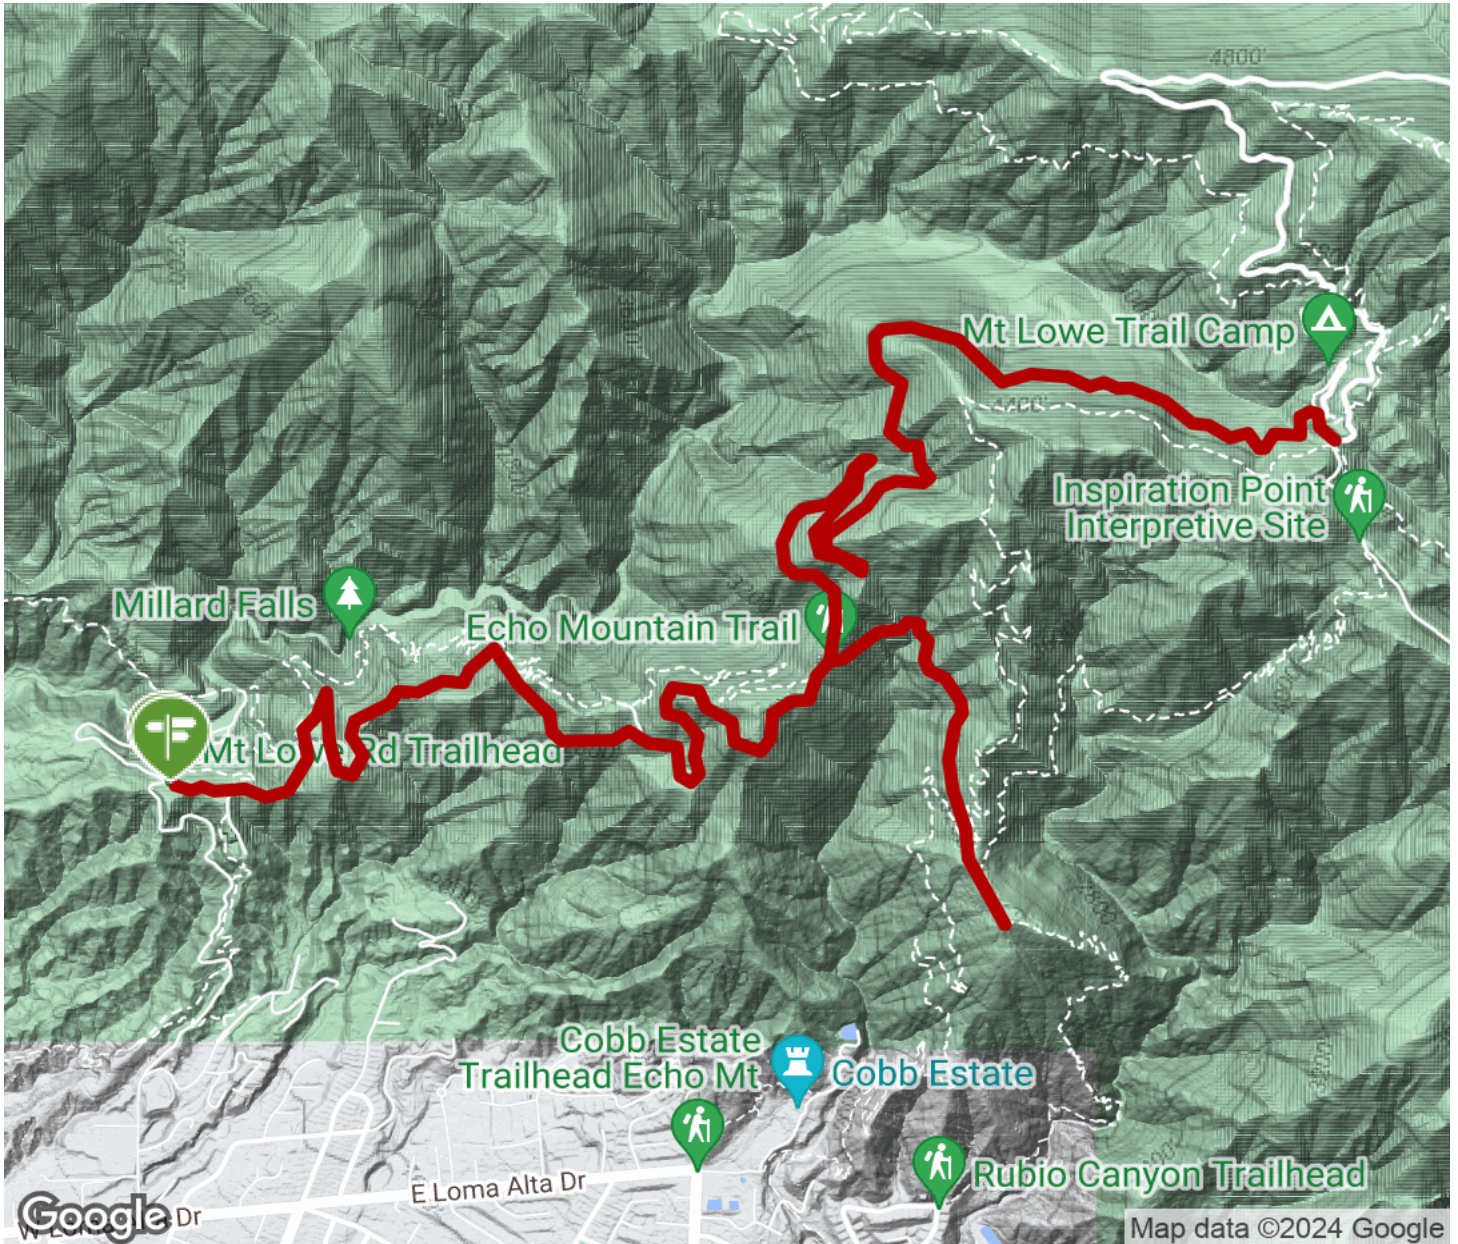 4800'
Mt Lowe Trail Camp
4400'
Inspiration Point
Interpretive Site
Millard Falls
Echo Mountain Trail
Mt Lowe Rd Trailhead
Cobb Estate
Trailhead Echo Mt
Cobb Estate
Rubio Canyon Trailhead
E Loma Alta Dr
Google
Map data ©2024 Google